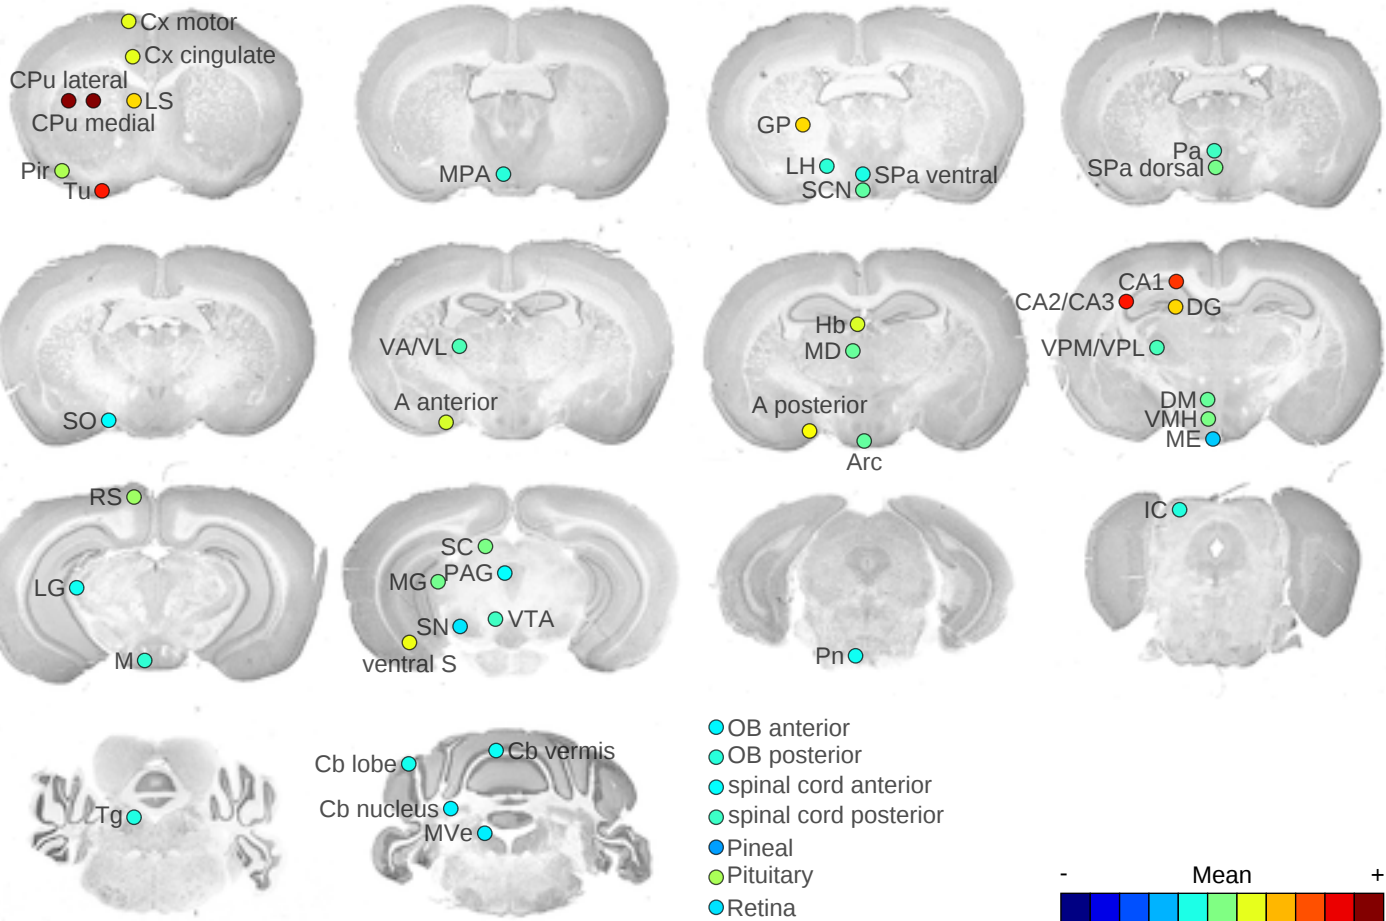 Cx motor
Cx cingulate
CPu lateral
LS
CPu medial
Pir
Tu
MPA
GP
LH
SPa ventral
SCN
Pa
SPa dorsal
SO
VA/VL
A anterior
Hb
MD
A posterior
Arc
CA1
CA2/CA3
DG
VPM/VPL
DM
VMH
ME
RS
LG
M
SC
MG
PAG
SN
VTA
ventral S
Pn
IC
Tg
Cb lobe
Cb vermis
Cb nucleus
MVe
OB anterior
OB posterior
spinal cord anterior
spinal cord posterior
Pineal
Pituitary
Retina
- Mean +